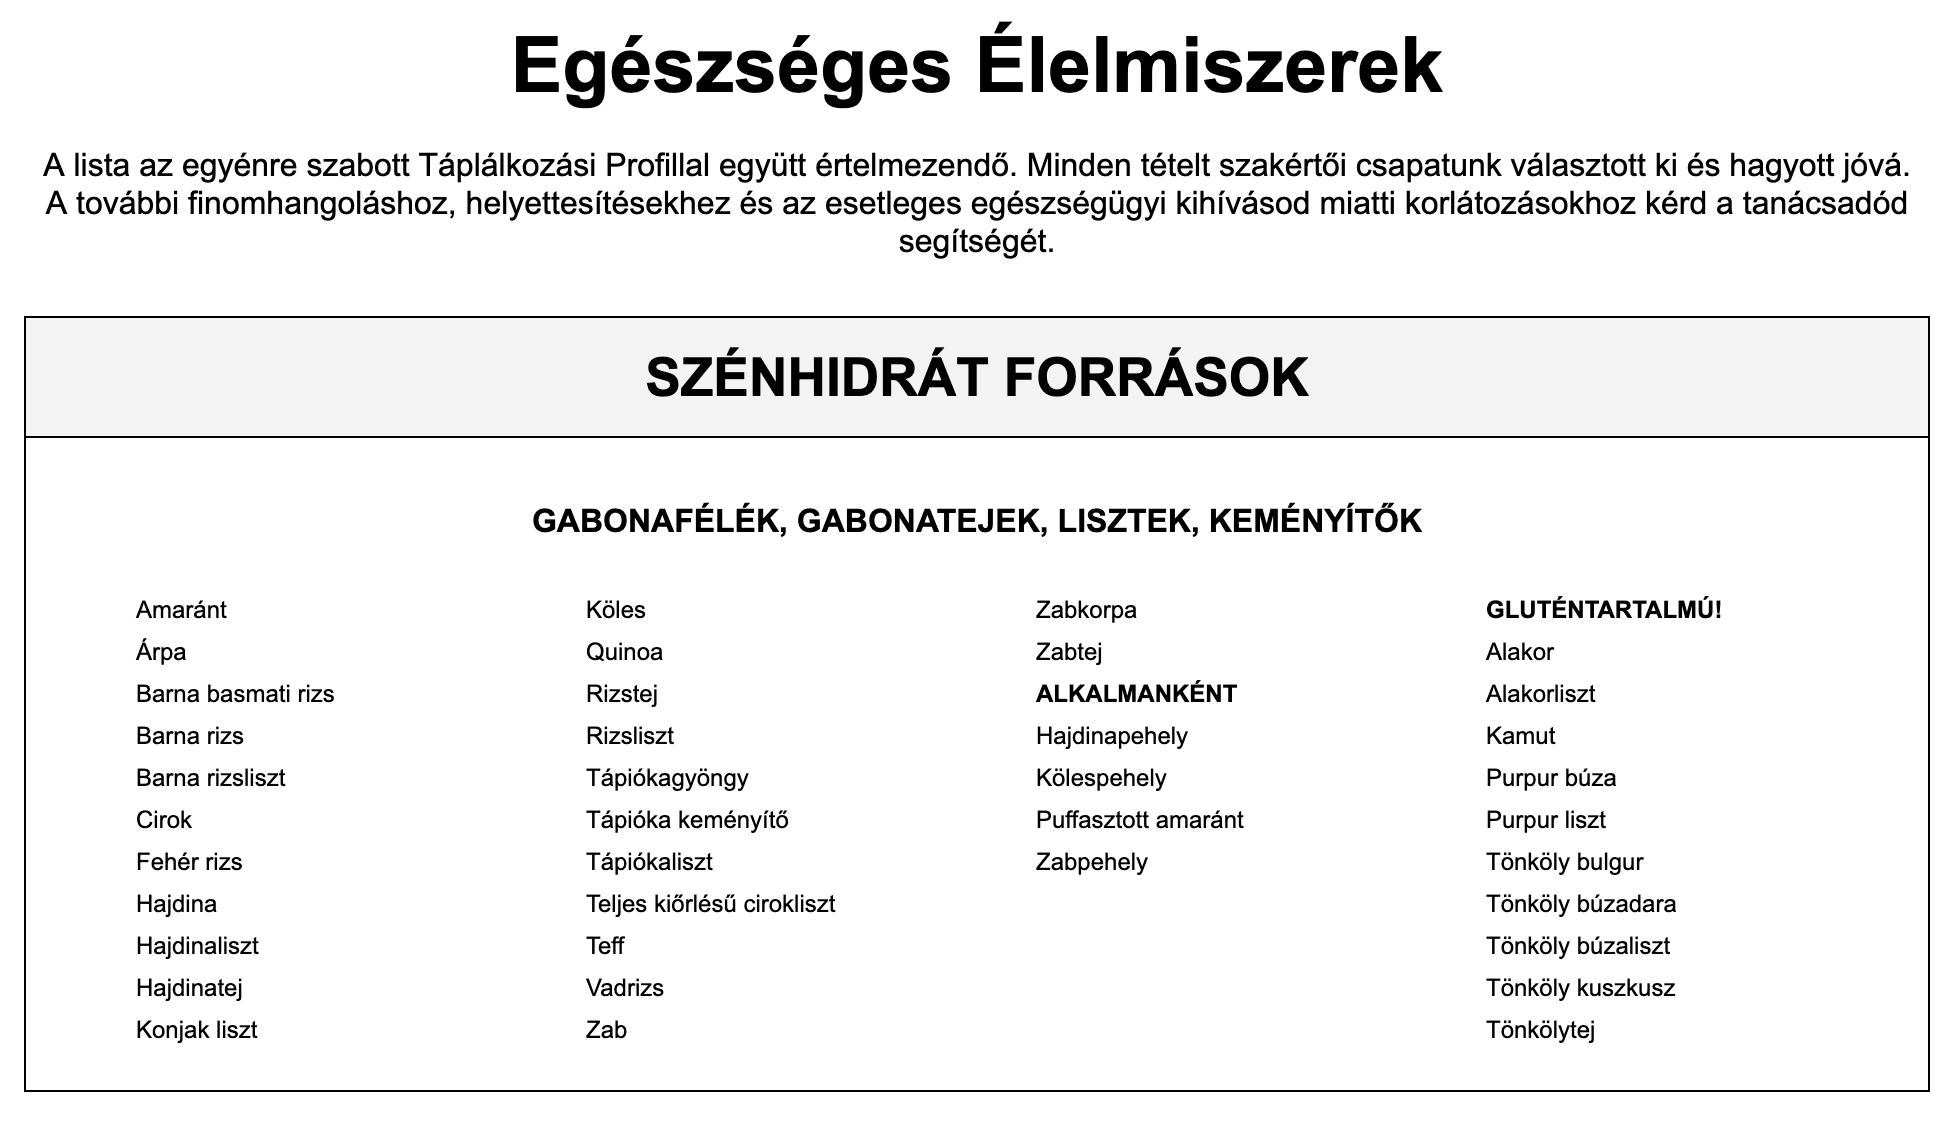 Egészséges Élelmiszerek
A lista az egyénre szabott Táplálkozási Profillal együtt értelmezendő. Minden tételt szakértői csapatunk választott ki és hagyott jóvá.
A további finomhangoláshoz, helyettesítésekhez és az esetleges egészségügyi kihívásod miatti korlátozásokhoz kérd a tanácsadód
segítségét.
SZÉNHIDRÁT FORRÁSOK
GABONAFÉLÉK, GABONATEJEK, LISZTEK, KEMÉNYÍTŐK
Amaránt
Árpa
Barna basmati rizs
Barna rizs
Barna rizsliszt
Cirok
Fehér rizs
Hajdina
Hajdinaliszt
Hajdinatej
Konjak liszt
Köles
Quinoa
Rizstej
Rizsliszt
Tápiókagyöngy
Tápióka keményítő
Tápiókaliszt
Teljes kiőrlésű cirokliszt
Teff
Vadrizs
Zab
Zabkorpa
Zabtej
ALKALMANKÉNT
Hajdinapehely
Kölespehely
Puffasztott amaránt
Zabpehely
GLUTÉNTARTALMÚ!
Alakor
Alakorliszt
Kamut
Purpur búza
Purpur liszt
Tönköly bulgur
Tönköly búzadara
Tönköly búzaliszt
Tönköly kuszkusz
Tönkölytej